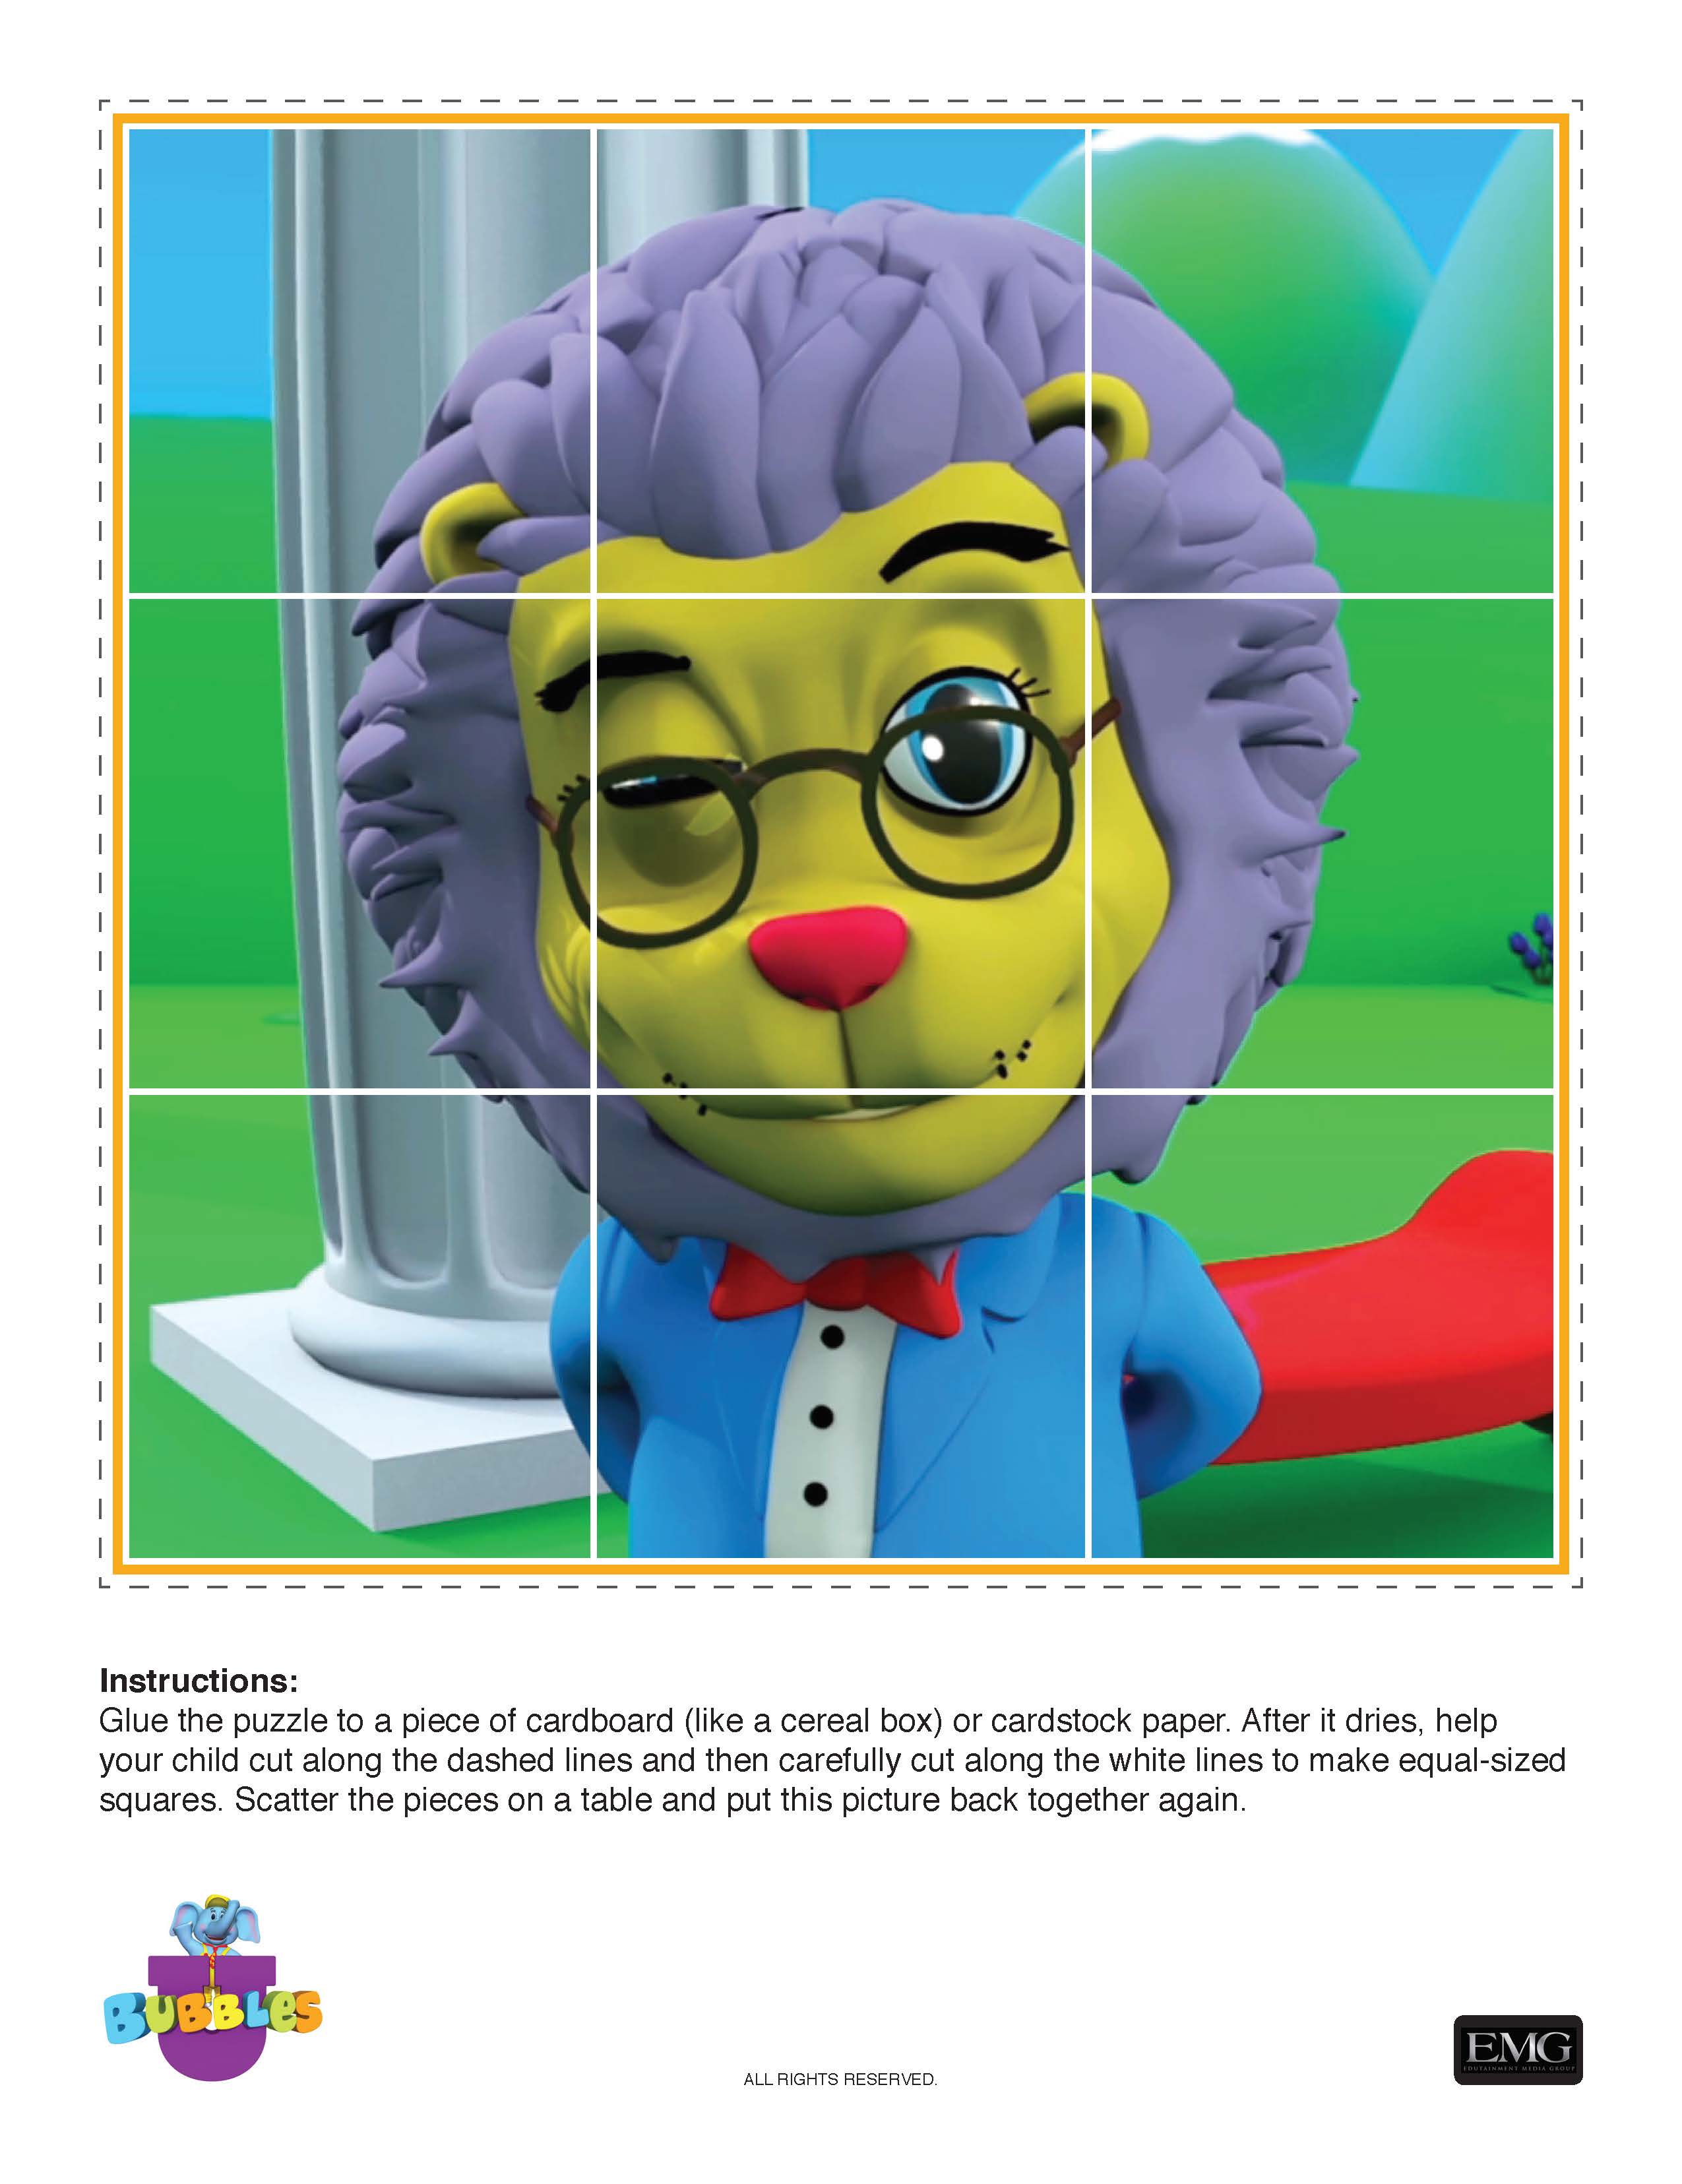 Instructions:
Glue the puzzle to a piece of cardboard (like a cereal box) or cardstock paper. After it dries, help
your child cut along the dashed lines and then carefully cut along the white lines to make equal-sized
squares. Scatter the pieces on a table and put this picture back together again.
U
BUBBLES
EMG
EDUTAINMENT MEDIA GROUP
ALL RIGHTS RESERVED.